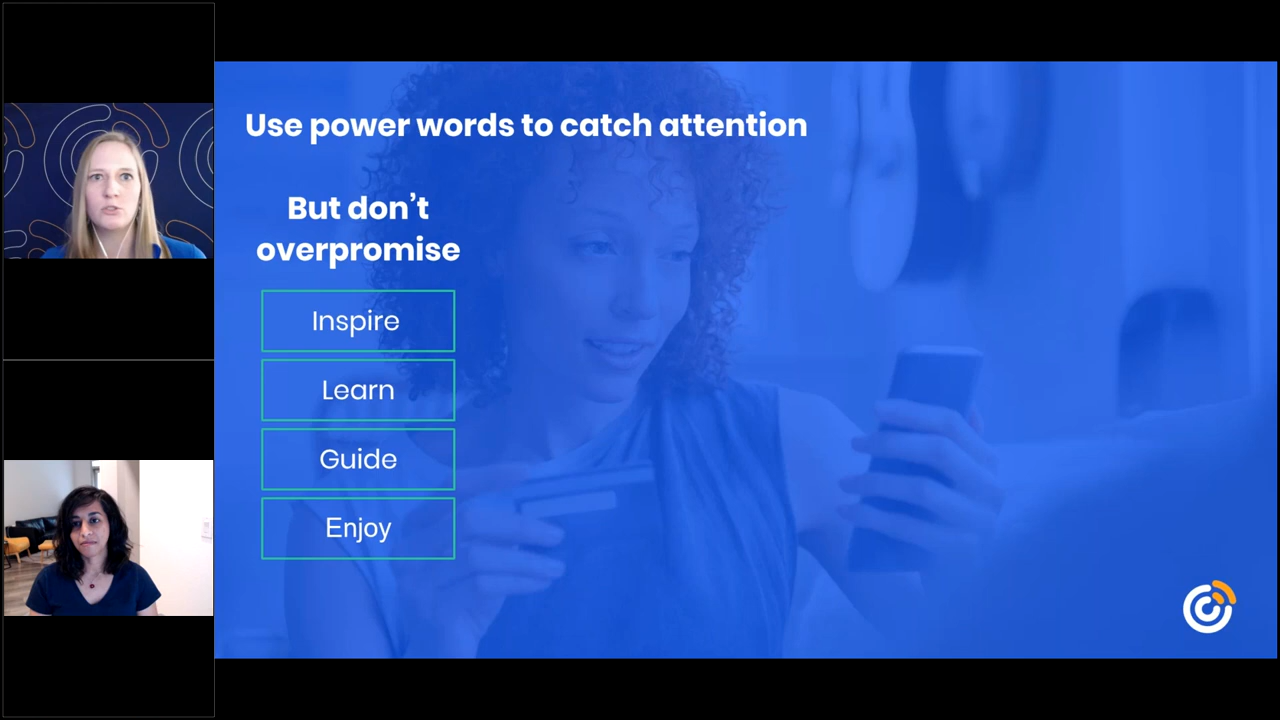 Use power words to catch attention
But don’t
overpromise
Inspire
Learn
Guide
Enjoy